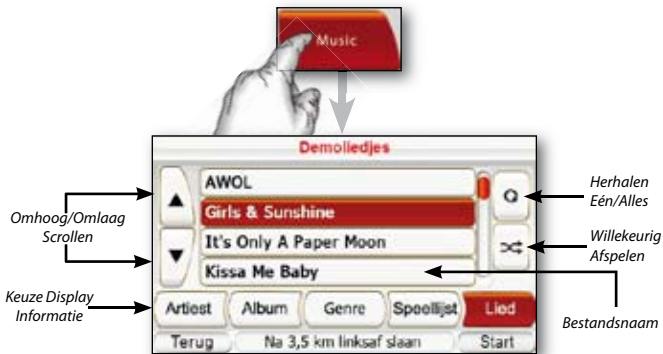 Music
Demoliedjes
AWOL
Girls & Sunshine
It's Only A Paper Moon
Kissa Me Baby
Artiest Album Genre Speellijst Lied
Terug Na 3,5 km linksaf slaan Start
Omhoog/Omlaag
Scrollen
Keuze Display
Informatie
Herhalen
Eén/Alles
Willekeurig
Afspelen
Bestandsnaam